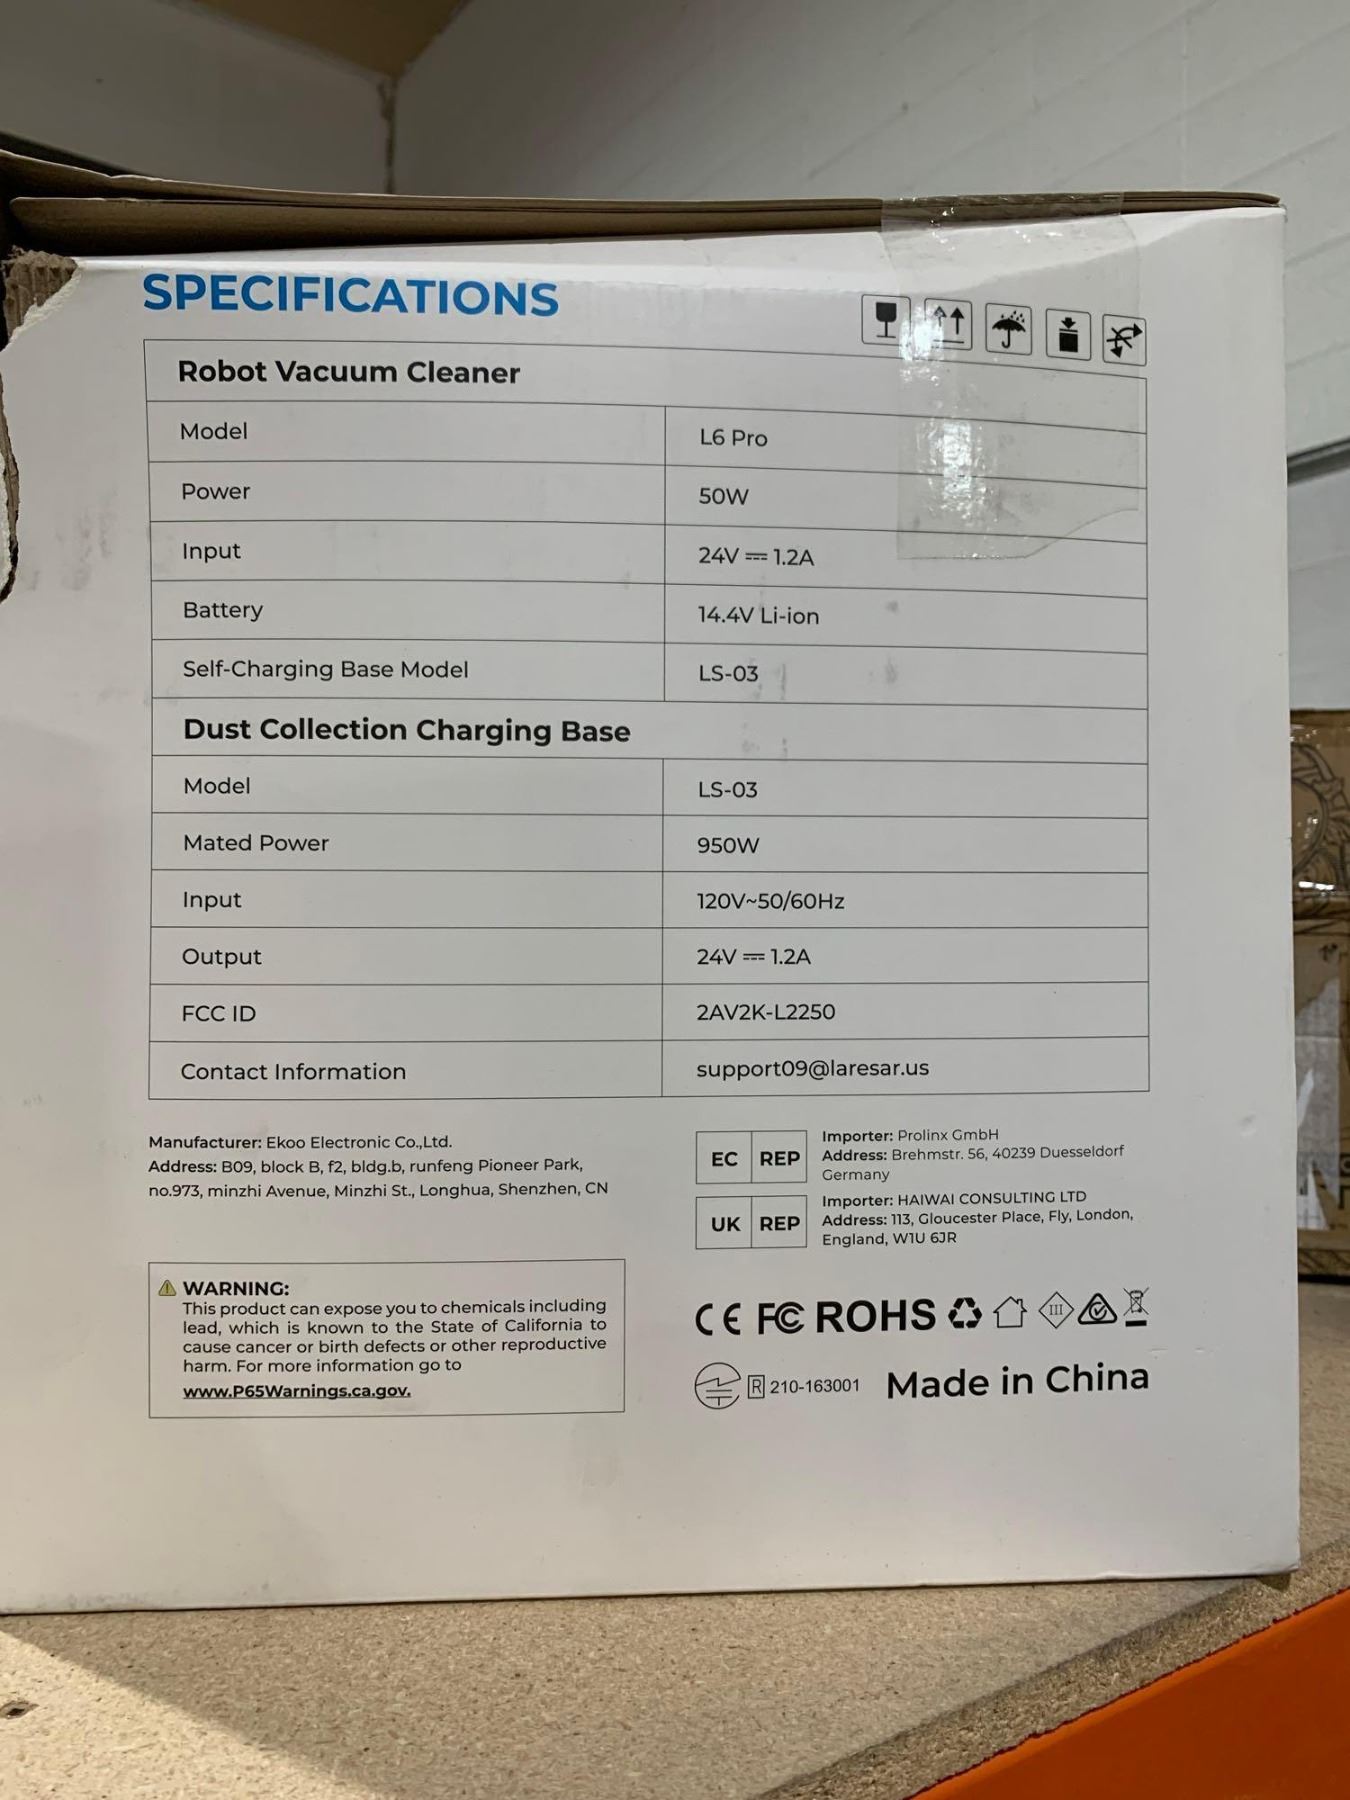 SPECIFICATIONS
Robot Vacuum Cleaner
Model L6 Pro
Power 50W
Input 24V ⎓ 1.2A
Battery 14.4V Li-ion
Self-Charging Base Model LS-03
Dust Collection Charging Base
Model LS-03
Mated Power 950W
Input 120V~50/60Hz
Output 24V ⎓ 1.2A
FCC ID 2AV2K-L2250
Contact Information support09@laresar.us
Manufacturer: Ekoo Electronic Co.,Ltd.
Address: B09, block B, f2, bldg.b, runfeng Pioneer Park,
no.973, minzhi Avenue, Minzhi St., Longhua, Shenzhen, CN
EC REP
Importer: Prolinx GmbH
Address: Brehmstr. 56, 40239 Duesseldorf
Germany
UK REP
Importer: HAIWAI CONSULTING LTD
Address: 113, Gloucester Place, Fly, London,
England, W1U 6JR
WARNING:
This product can expose you to chemicals including
lead, which is known to the State of California to
cause cancer or birth defects or other reproductive
harm. For more information go to
www.P65Warnings.ca.gov.
CE FC ROHS III
R 210-163001 Made in China